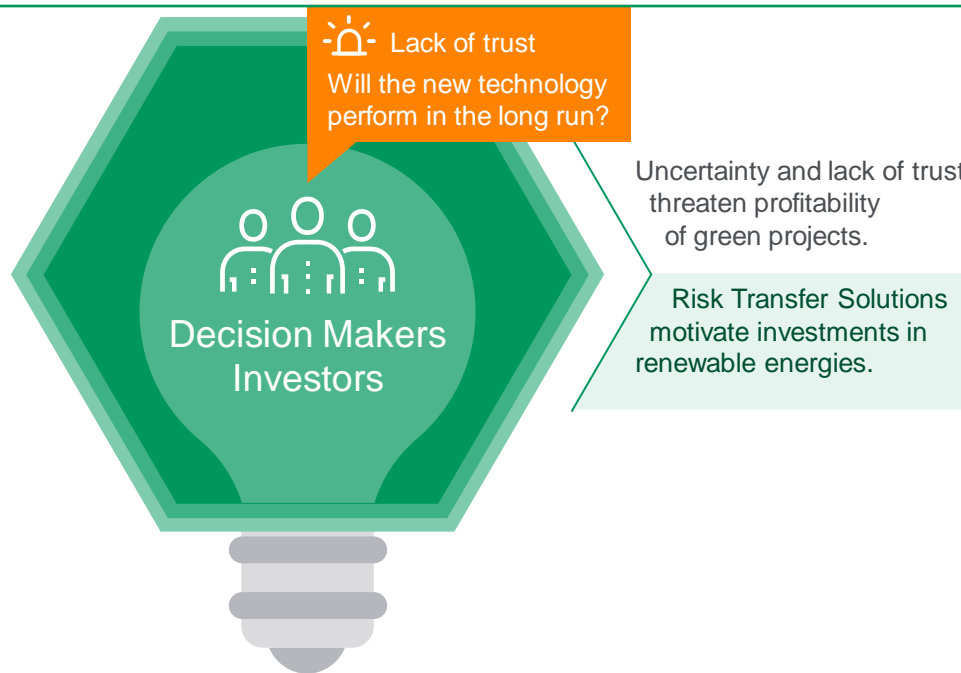 Lack of trust
Will the new technology
perform in the long run?
Decision Makers
Investors
Uncertainty and lack of trust
threaten profitability
of green projects.
Risk Transfer Solutions
motivate investments in
renewable energies.